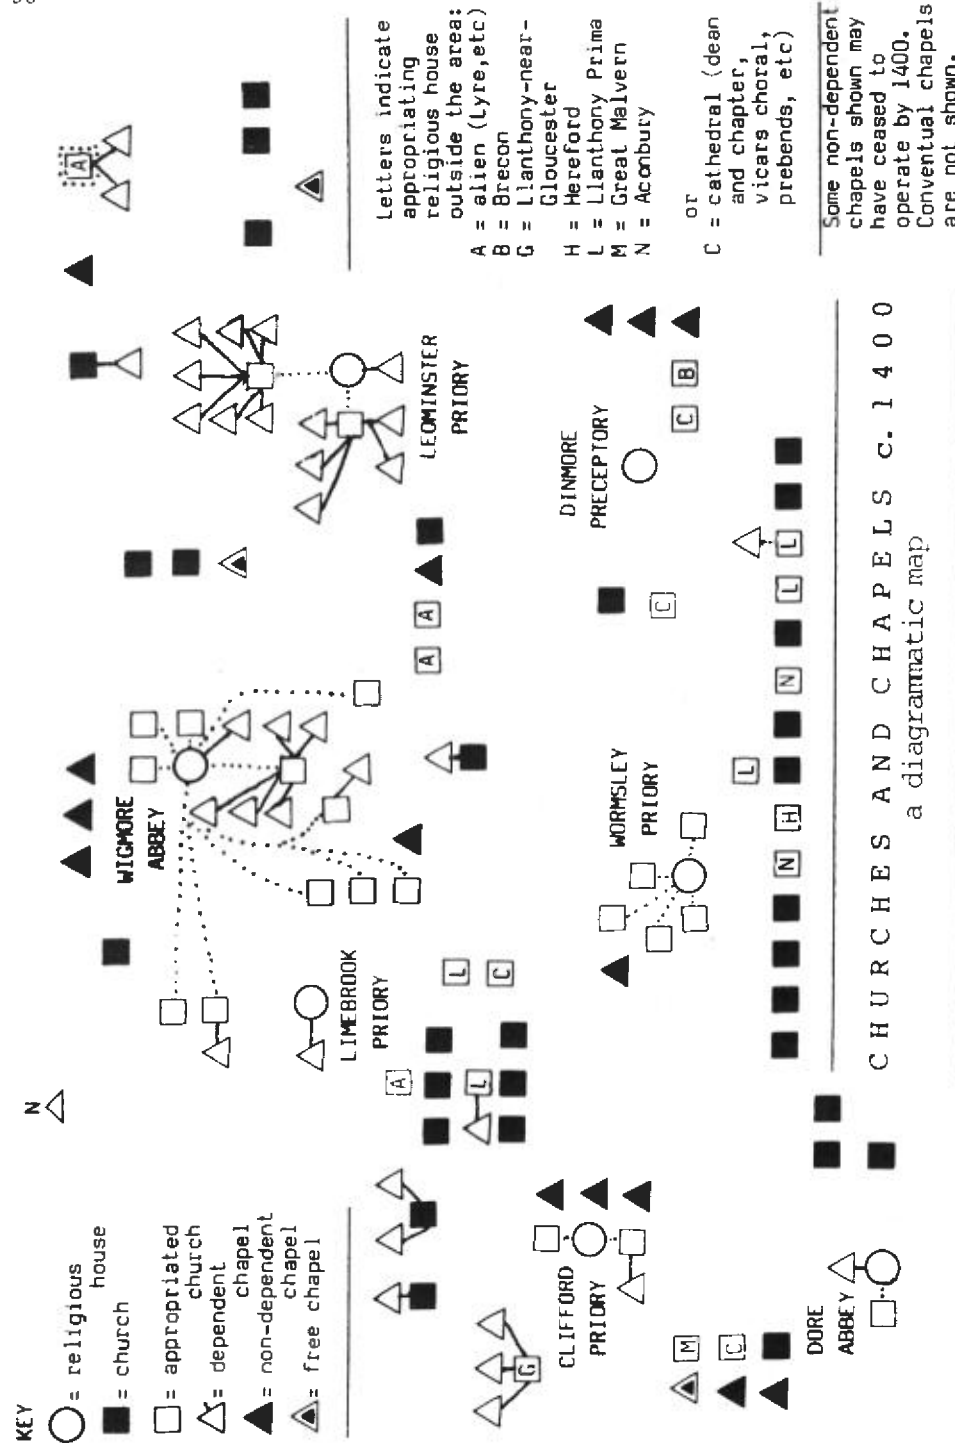 KEY
= religious
house
= church
= appropriated
church
= dependent
chapel
= non-dependent
chapel
= free chapel
N
A
WIGMORE
ABBEY
LEOMINSTER
PRIORY
LIMEBROOK
PRIORY
A
A
A
L
C
L
G
CLIFFORD
PRIORY
WORMSLEY
PRIORY
DINMORE
PRECEPTORY
C
C
B
M
C
DORE
ABBEY
L
N
H
N
L
L
Letters indicate
appropriating
religious house
outside the area:
A = alien (Lyre,etc)
B = Brecon
G = Llanthony-near-
Gloucester
H = Hereford
L = Llanthony Prima
M = Great Malvern
N = Aconbury
or
C = cathedral (dean
and chapter,
vicars choral,
prebends, etc)
Some non-dependent
chapels shown may
have ceased to
operate by 1400.
Conventual chapels
are not shown.
CHURCHES AND CHAPELS c. 1400
a diagrammatic map